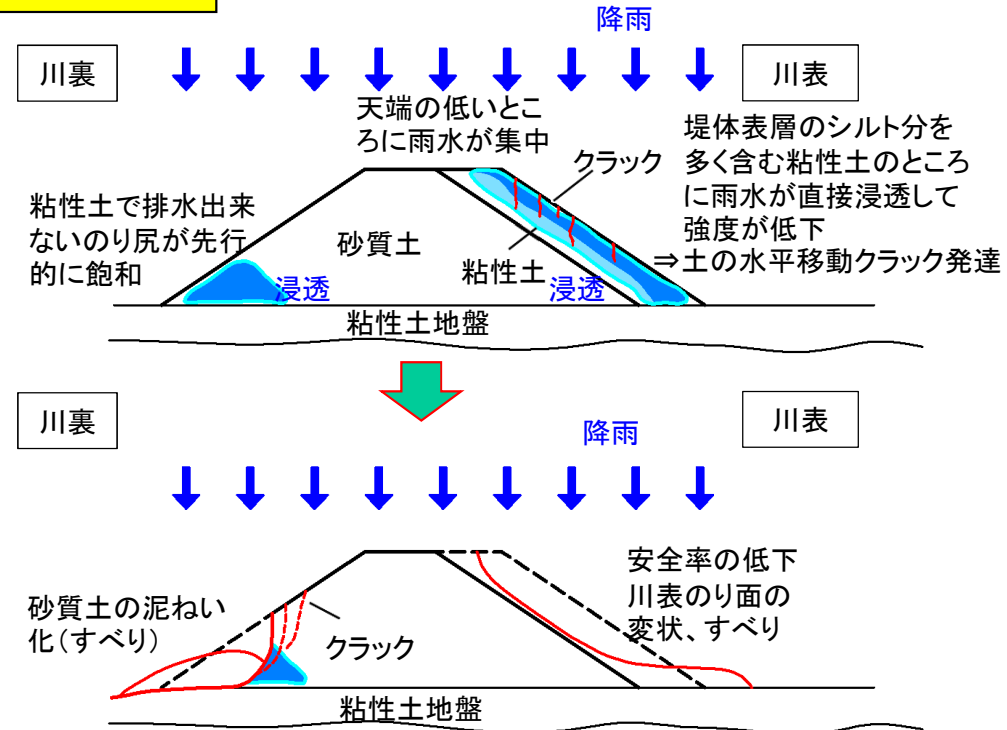 降雨
川裏
川表
天端の低いとこ
ろに雨水が集中
クラック
堤体表層のシルト分を
多く含む粘性土のところ
に雨水が直接浸透して
強度が低下
⇒土の水平移動クラック発達
粘性土で排水出来
ないのり尻が先行
的に飽和
砂質土
粘性土
浸透
浸透
粘性土地盤
川裏
降雨
川表
安全率の低下
川表のり面の
変状、すべり
砂質土の泥ねい
化(すべり)
クラック
粘性土地盤